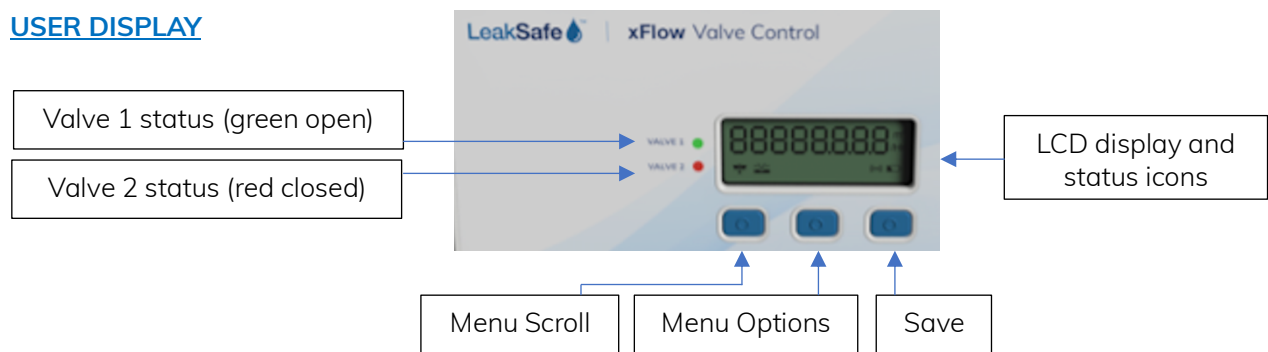 USER DISPLAY
LeakSafe™ | xFlow Valve Control
Valve 1 status (green open)
Valve 2 status (red closed)
VALVE 1
VALVE 2
88888888
LCD display and
status icons
Menu Scroll
Menu Options
Save